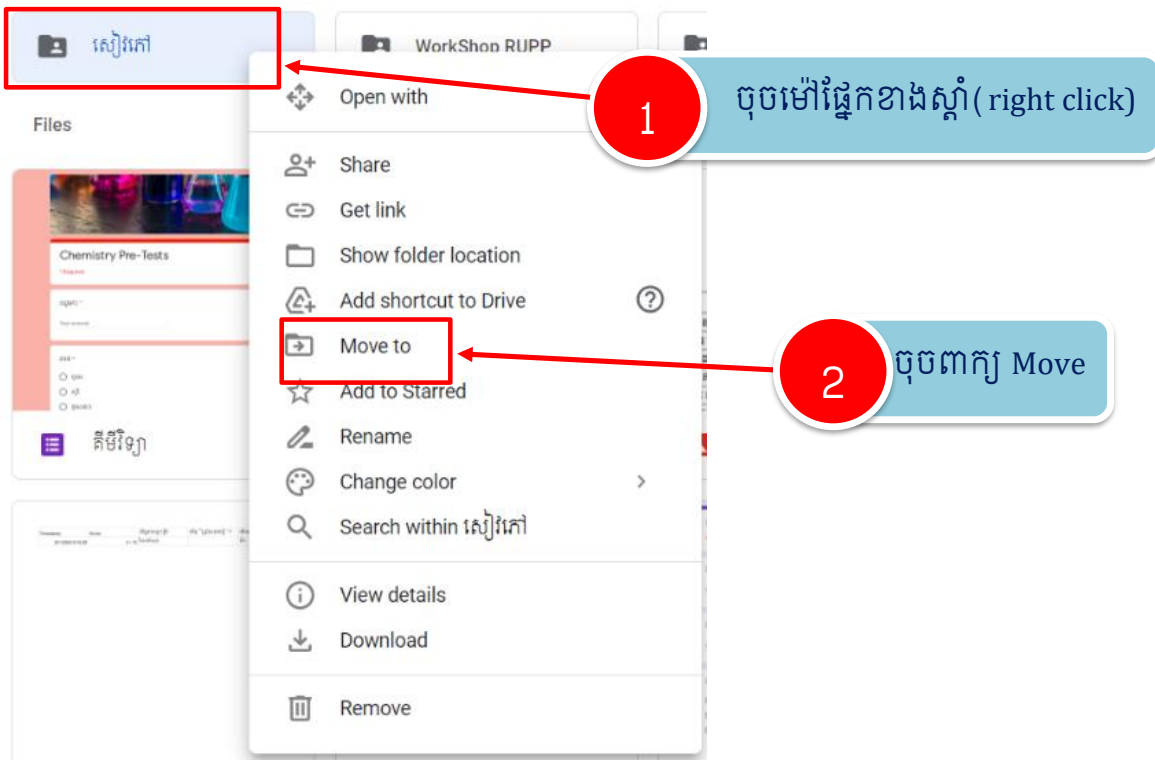 សៀវភៅ
WorkShop RUPP
1
ចុចម៉ៅផ្នែកខាងស្ដាំ( right click)
Open with
Files
Share
Get link
Chemistry Pre-Tests
Show folder location
Add shortcut to Drive
Move to
2
ចុចពាក្យ Move
Add to Starred
គីមីវិទ្យា
Rename
Change color
Search within សៀវភៅ
View details
Download
Remove